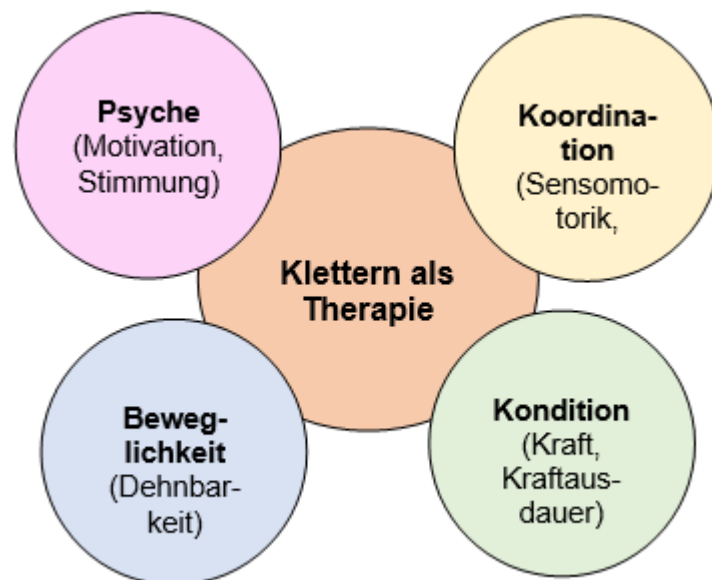 Psyche
(Motivation,
Stimmung)
Koordina-
tion
(Sensomo-
torik,
Klettern als
Therapie
Beweg-
lichkeit
(Dehnbar-
keit)
Kondition
(Kraft,
Kraftaus-
dauer)